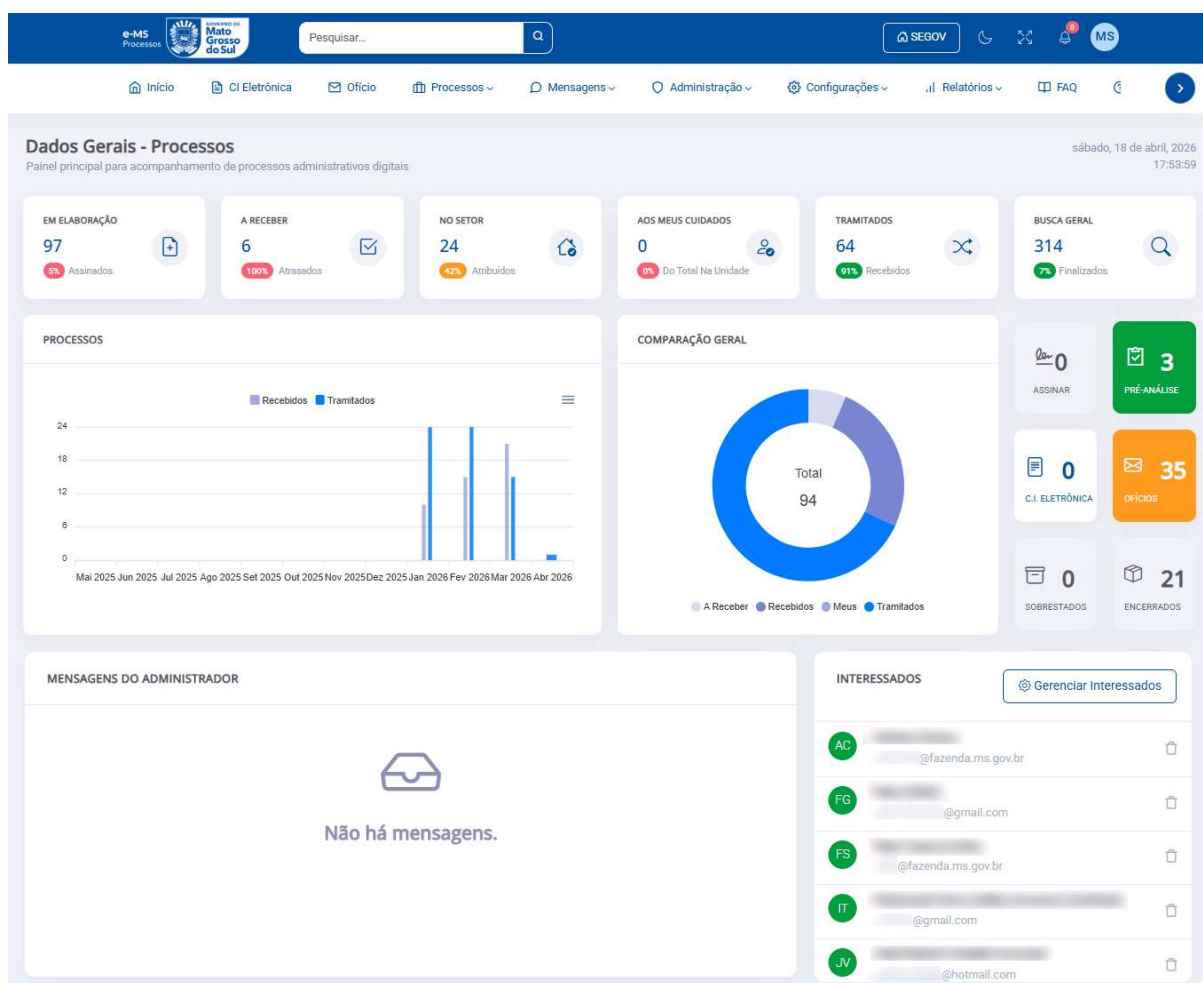 e-MS
Processos
GOVERNO DE
Mato
Grosso
do Sul
Pesquisar...
SEGOV
0
MS
Início
CI Eletrônica
Ofício
Processos
Mensagens
Administração
Configurações
Relatórios
FAQ
Dados Gerais - Processos
Painel principal para acompanhamento de processos administrativos digitais
sábado, 18 de abril, 2026
17:53:59
EM ELABORAÇÃO
97
5% Assinados
A RECEBER
6
100% Atrasados
NO SETOR
24
42% Atribuídos
AOS MEUS CUIDADOS
0
0% Do Total Na Unidade
TRAMITADOS
64
91% Recebidos
BUSCA GERAL
314
7% Finalizados
PROCESSOS
Recebidos Tramitados
24
18
12
6
0
Mai 2025 Jun 2025 Jul 2025 Ago 2025 Set 2025 Out 2025 Nov 2025 Dez 2025 Jan 2026 Fev 2026 Mar 2026 Abr 2026
COMPARAÇÃO GERAL
Total
94
A Receber Recebidos Meus Tramitados
0
ASSINAR
3
PRÉ-ANÁLISE
0
C.I. ELETRÔNICA
35
OFÍCIOS
0
SOBRESTADOS
21
ENCERRADOS
MENSAGENS DO ADMINISTRADOR
Não há mensagens.
INTERESSADOS
Gerenciar Interessados
AC
@fazenda.ms.gov.br
FG
@gmail.com
FS
@fazenda.ms.gov.br
IT
@gmail.com
JV
@hotmail.com